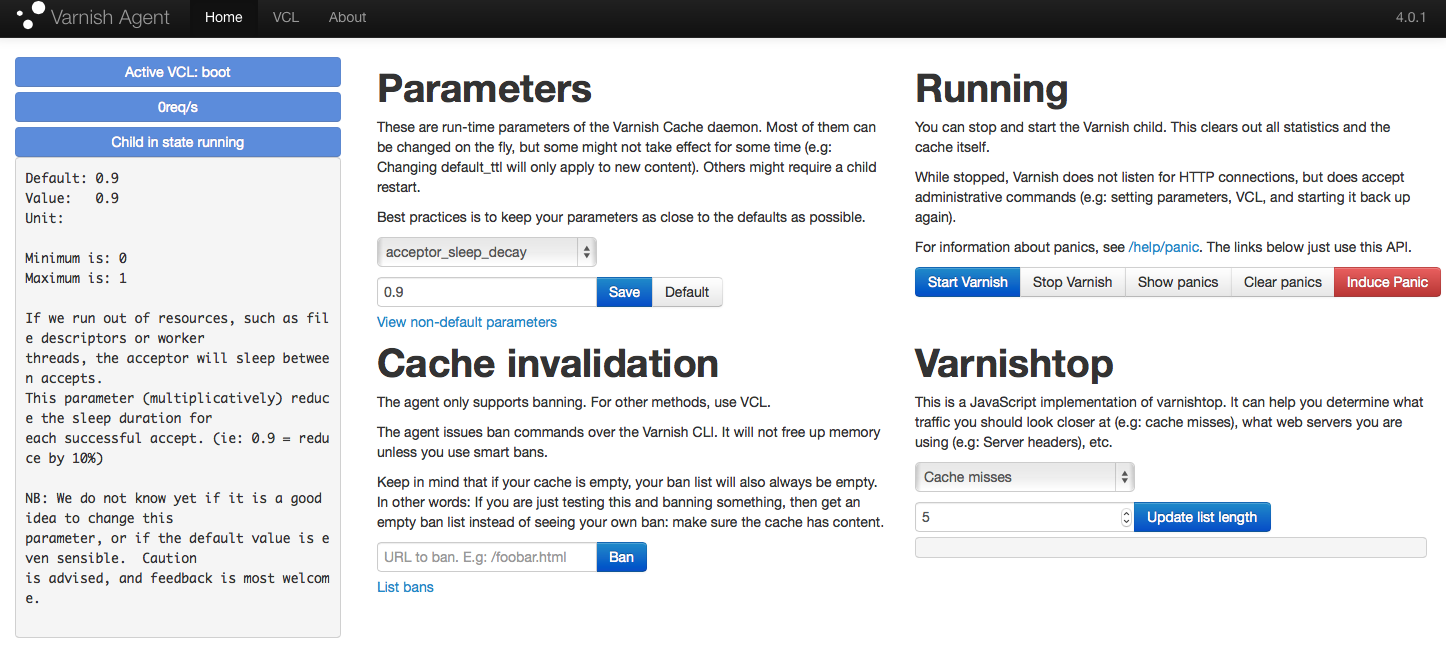 Varnish Agent Home VCL About 4.0.1
Active VCL: boot
0req/s
Child in state running
Default: 0.9
Value:   0.9
Unit:
Minimum is: 0
Maximum is: 1
If we run out of resources, such as fil
e descriptors or worker
threads, the acceptor will sleep betwee
n accepts.
This parameter (multiplicatively) reduc
e the sleep duration for
each successful accept. (ie: 0.9 = redu
ce by 10%)
NB: We do not know yet if it is a good
idea to change this
parameter, or if the default value is e
ven sensible.  Caution
is advised, and feedback is most welcom
e.
Parameters
These are run-time parameters of the Varnish Cache daemon. Most of them can
be changed on the fly, but some might not take effect for some time (e.g:
Changing default_ttl will only apply to new content). Others might require a child
restart.
Best practices is to keep your parameters as close to the defaults as possible.
acceptor_sleep_decay
0.9 Save Default
View non-default parameters
Cache invalidation
The agent only supports banning. For other methods, use VCL.
The agent issues ban commands over the Varnish CLI. It will not free up memory
unless you use smart bans.
Keep in mind that if your cache is empty, your ban list will also always be empty.
In other words: If you are just testing this and banning something, then get an
empty ban list instead of seeing your own ban: make sure the cache has content.
URL to ban. E.g: /foobar.html Ban
List bans
Running
You can stop and start the Varnish child. This clears out all statistics and the
cache itself.
While stopped, Varnish does not listen for HTTP connections, but does accept
administrative commands (e.g: setting parameters, VCL, and starting it back up
again).
For information about panics, see /help/panic. The links below just use this API.
Start Varnish Stop Varnish Show panics Clear panics Induce Panic
Varnishtop
This is a JavaScript implementation of varnishtop. It can help you determine what
traffic you should look closer at (e.g: cache misses), what web servers you are
using (e.g: Server headers), etc.
Cache misses
5 Update list length